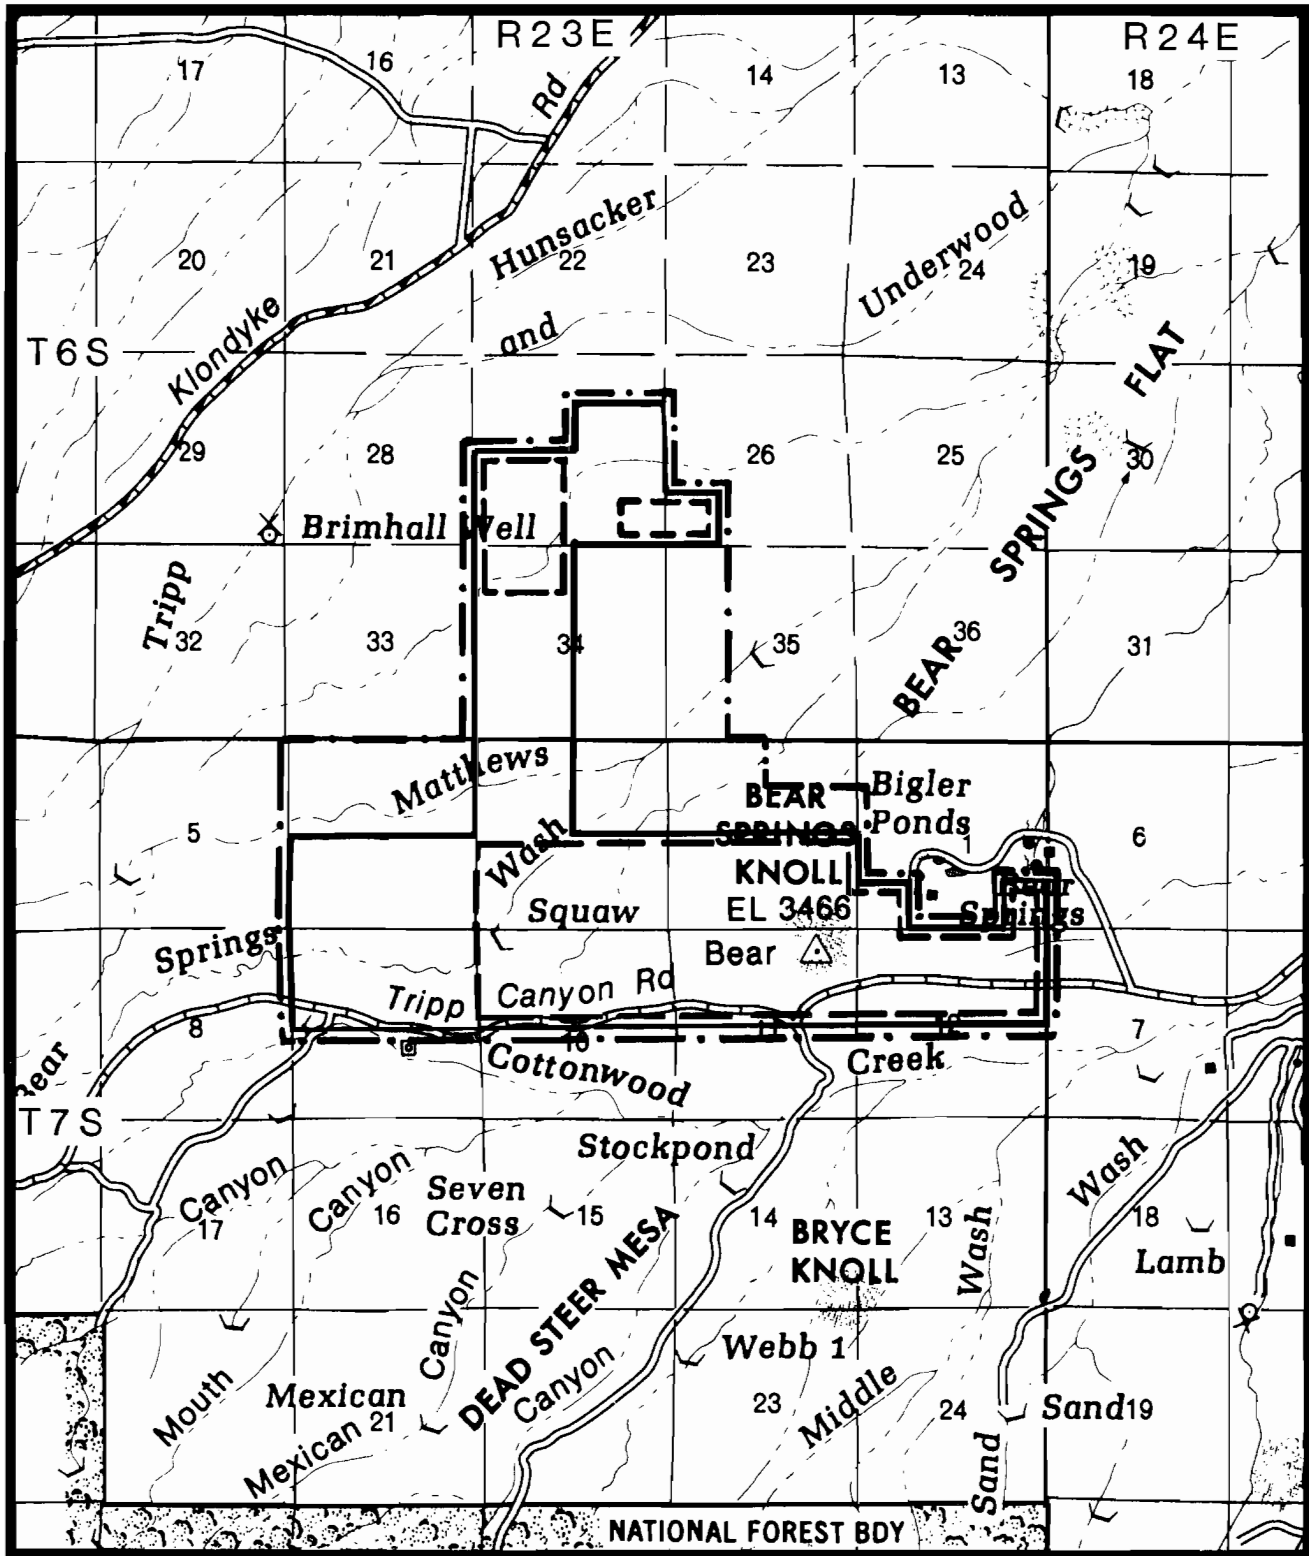 R23E
R24E
17
16
14
13
18
Rd
Hunsacker
Underwood
20
21
22
23
24
19
Klondyke
and
T6S
FLAT
29
28
26
25
30
SPRINGS
Brimhall Well
Tripp
32
33
34
35
36
31
BEAR
Matthews
Bigler
Ponds
BEAR
SPRINGS
KNOLL
EL 3466
5
1
6
Wash
Squaw
Bear
Springs
Springs
Bear
Tripp Canyon Rd
8
10
11
12
7
Cottonwood
Creek
Bear
T7S
Stockpond
Canyon
Canyon
Seven
Cross
Wash
17
16
15
14
13
18
BRYCE
KNOLL
Wash
Lamb
Canyon
DEAD STEER MESA
Canyon
Webb 1
Mouth
Mexican
Mexican
21
23
Middle
24
Sand
19
Sand
NATIONAL FOREST BDY